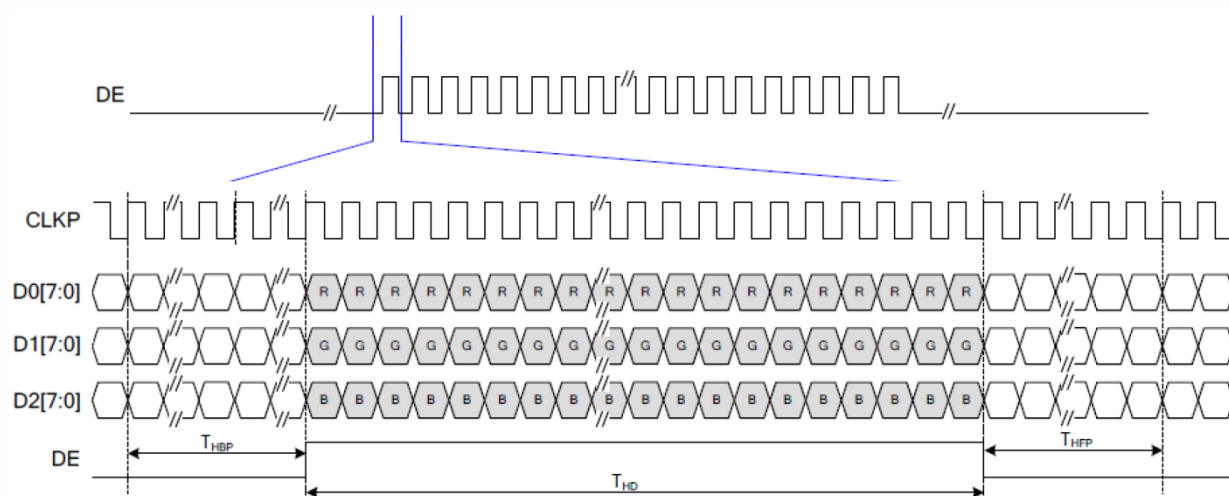 DE
CLKP
D0[7:0] R R R R R R R R R R R R R R R R R R R
D1[7:0] G G G G G G G G G G G G G G G G G G G
D2[7:0] B B B B B B B B B B B B B B B B B B B
THBP THFP
DE
THD